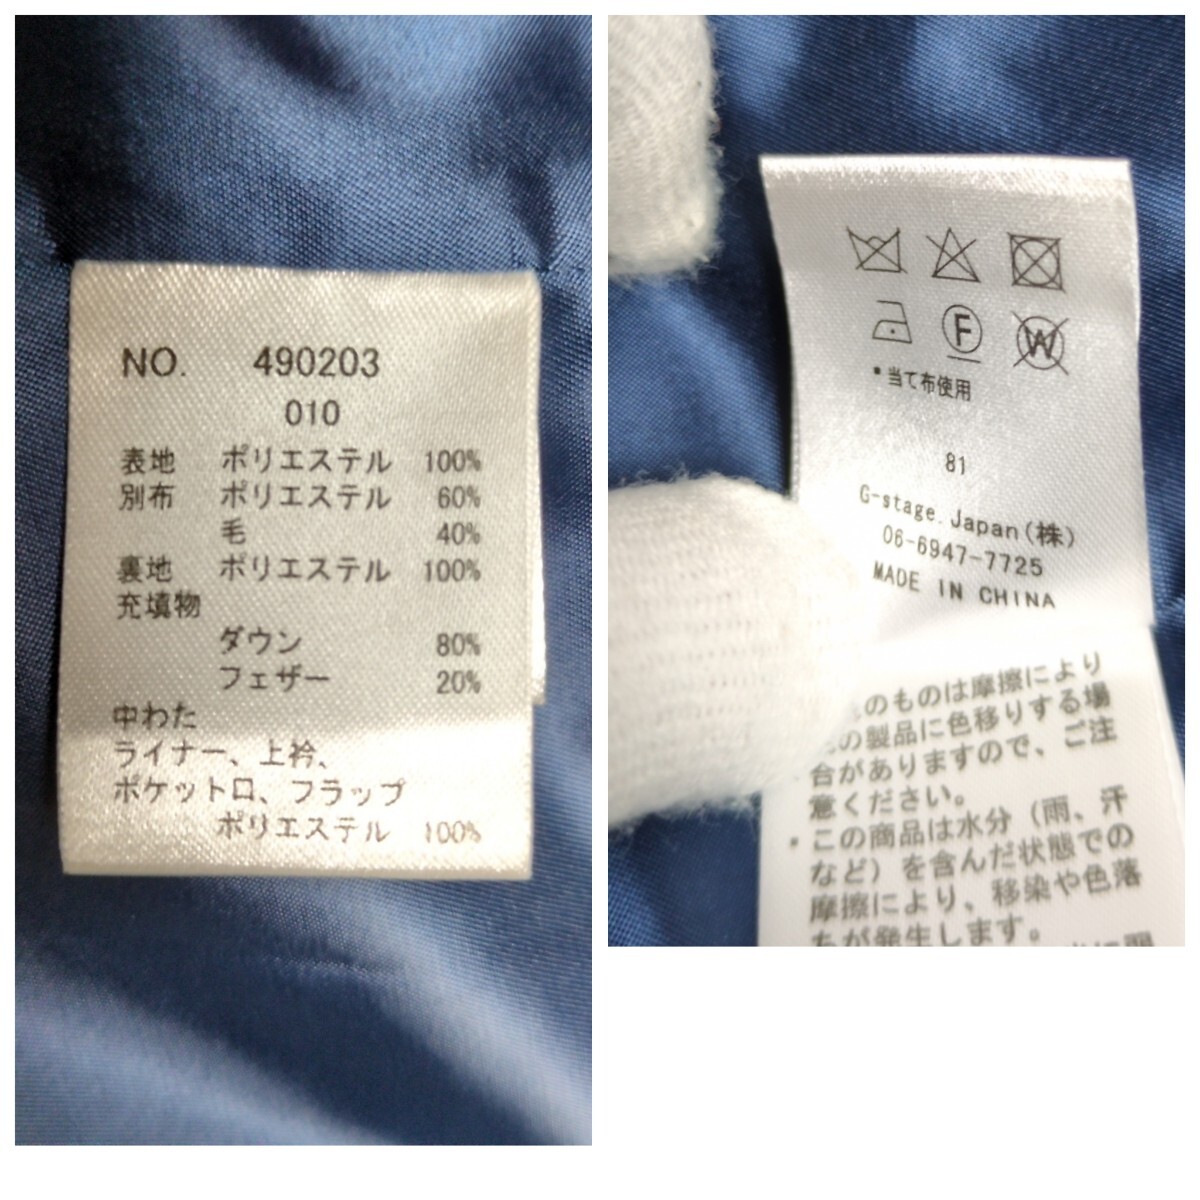 NO. 490203
010
表地 ポリエステル 100%
別布 ポリエステル 60%
毛 40%
裏地 ポリエステル 100%
充填物
ダウン 80%
フェザー 20%
中わた
ライナー、上衿、
ポケット口、フラップ
ポリエステル 100%
F W
*当て布使用
81
G-stage.Japan(株)
06-6947-7725
MADE IN CHINA
のものは摩擦により
の製品に色移りする場
合がありますので、ご注
意ください。
・この商品は水分（雨、汗
など）を含んだ状態での
摩擦により、移染や色落
ちが発生します。